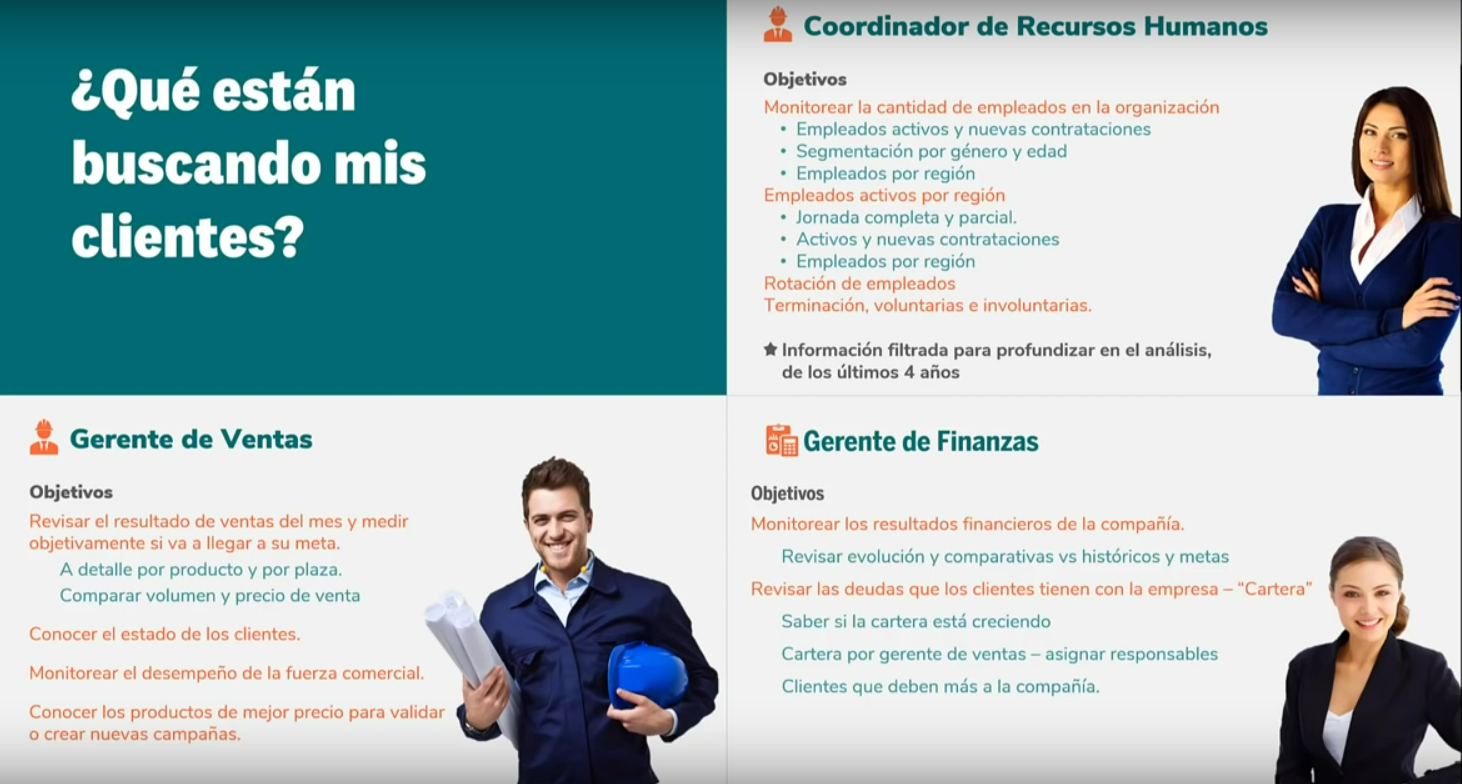 ¿Qué están
buscando mis
clientes?
Coordinador de Recursos Humanos
Objetivos
Monitorear la cantidad de empleados en la organización
• Empleados activos y nuevas contrataciones
• Segmentación por género y edad
• Empleados por región
Empleados activos por región
• Jornada completa y parcial.
• Activos y nuevas contrataciones
• Empleados por región
Rotación de empleados
Terminación, voluntarias e involuntarias.
★ Información filtrada para profundizar en el análisis,
de los últimos 4 años
Gerente de Ventas
Objetivos
Revisar el resultado de ventas del mes y medir
objetivamente si va a llegar a su meta.
A detalle por producto y por plaza.
Comparar volumen y precio de venta
Conocer el estado de los clientes.
Monitorear el desempeño de la fuerza comercial.
Conocer los productos de mejor precio para validar
o crear nuevas campañas.
Gerente de Finanzas
Objetivos
Monitorear los resultados financieros de la compañía.
Revisar evolución y comparativas vs históricos y metas
Revisar las deudas que los clientes tienen con la empresa – “Cartera”
Saber si la cartera está creciendo
Cartera por gerente de ventas – asignar responsables
Clientes que deben más a la compañía.